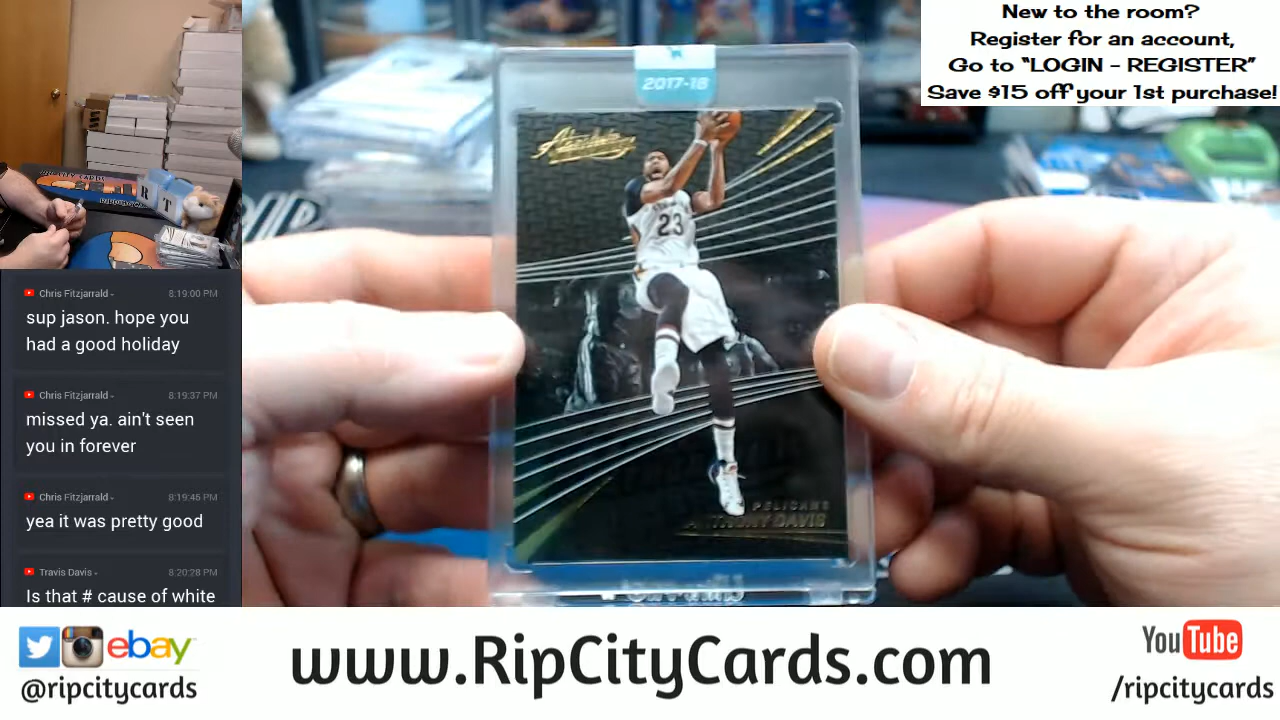 New to the room?
Register for an account,
Go to “LOGIN - REGISTER”
Save $15 off your 1st purchase!
2017-18
Absolute
23
PELICANS
ANTHONY DAVIS
R T
RIP
Chris Fitzjarrald - 8:19:00 PM
sup jason. hope you
had a good holiday
Chris Fitzjarrald - 8:19:37 PM
missed ya. ain't seen
you in forever
Chris Fitzjarrald - 8:19:45 PM
yea it was pretty good
Travis Davis - 8:20:28 PM
Is that # cause of white
ebay
@ripcitycards
www.RipCityCards.com
YouTube
/ripcitycards